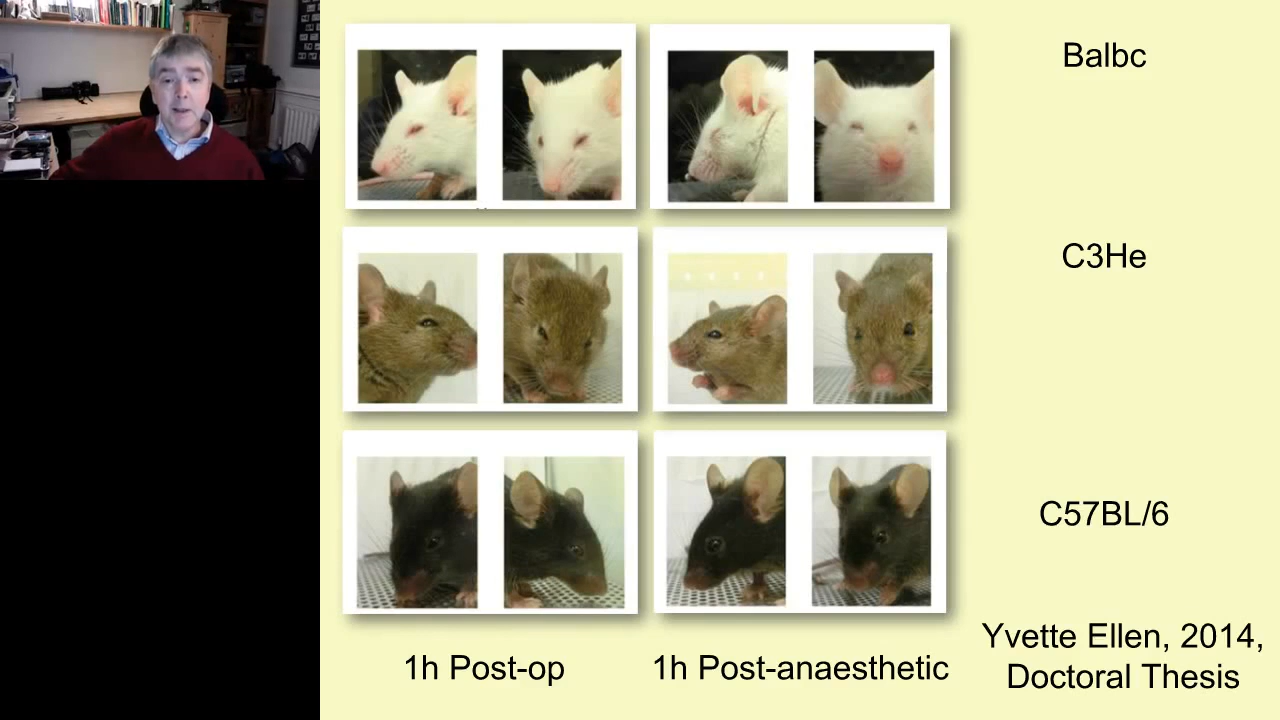 Balbc
C3He
C57BL/6
1h Post-op
1h Post-anaesthetic
Yvette Ellen, 2014,
Doctoral Thesis